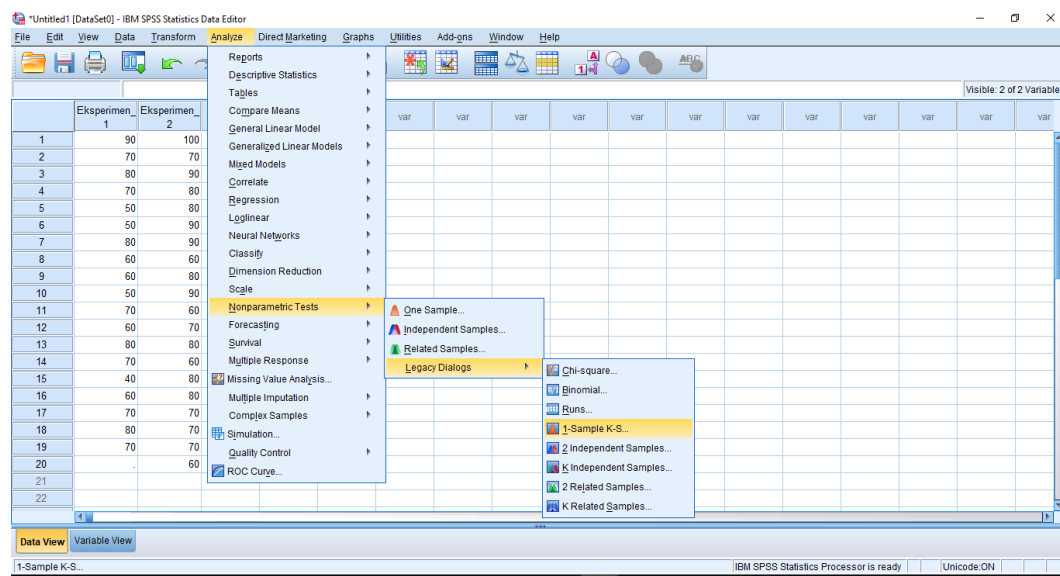 *Untitled1 [DataSet0] - IBM SPSS Statistics Data Editor
File Edit View Data Transform Analyze Direct Marketing Graphs Utilities Add-ons Window Help
Visible: 2 of 2 Variable
Eksperimen_1 Eksperimen_2 var var var var var var var var var var var var
1 90 100
2 70 70
3 80 90
4 70 80
5 50 80
6 50 90
7 80 90
8 60 60
9 60 80
10 50 90
11 70 60
12 60 70
13 80 80
14 70 60
15 40 80
16 60 80
17 70 70
18 80 70
19 70 70
20 . 60
21
22
Reports
Descriptive Statistics
Tables
Compare Means
General Linear Model
Generalized Linear Models
Mixed Models
Correlate
Regression
Loglinear
Neural Networks
Classify
Dimension Reduction
Scale
Nonparametric Tests
Forecasting
Survival
Multiple Response
Missing Value Analysis...
Multiple Imputation
Complex Samples
Simulation...
Quality Control
ROC Curve...
One Sample...
Independent Samples...
Related Samples...
Legacy Dialogs
Chi-square...
Binomial...
Runs...
1-Sample K-S...
2 Independent Samples...
K Independent Samples...
2 Related Samples...
K Related Samples...
Data View Variable View
1-Sample K-S... IBM SPSS Statistics Processor is ready Unicode:ON